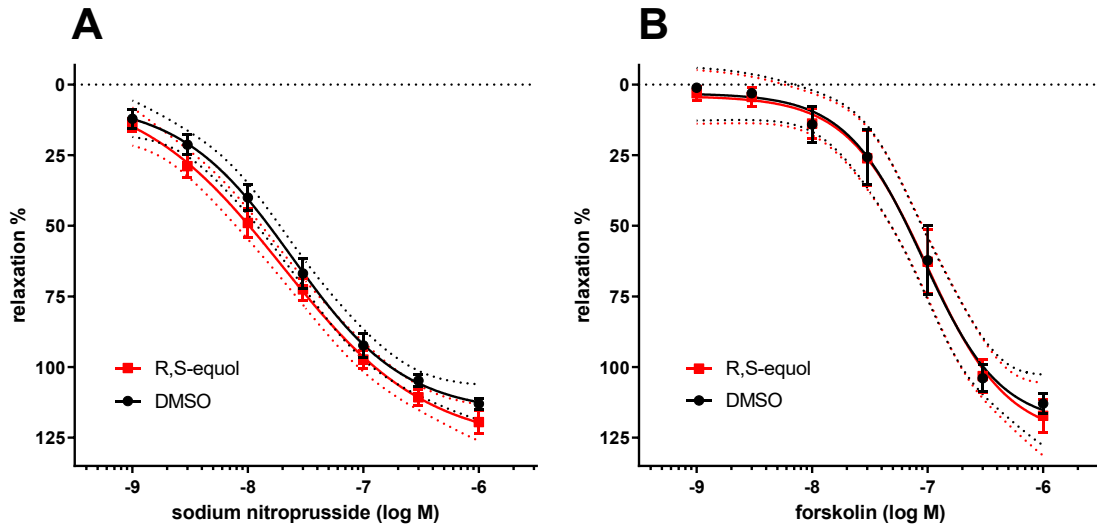 A
0
25
50
75
100
125
relaxation %
R,S-equol
DMSO
-9 -8 -7 -6
sodium nitroprusside (log M)
B
0
25
50
75
100
125
relaxation %
R,S-equol
DMSO
-9 -8 -7 -6
forskolin (log M)